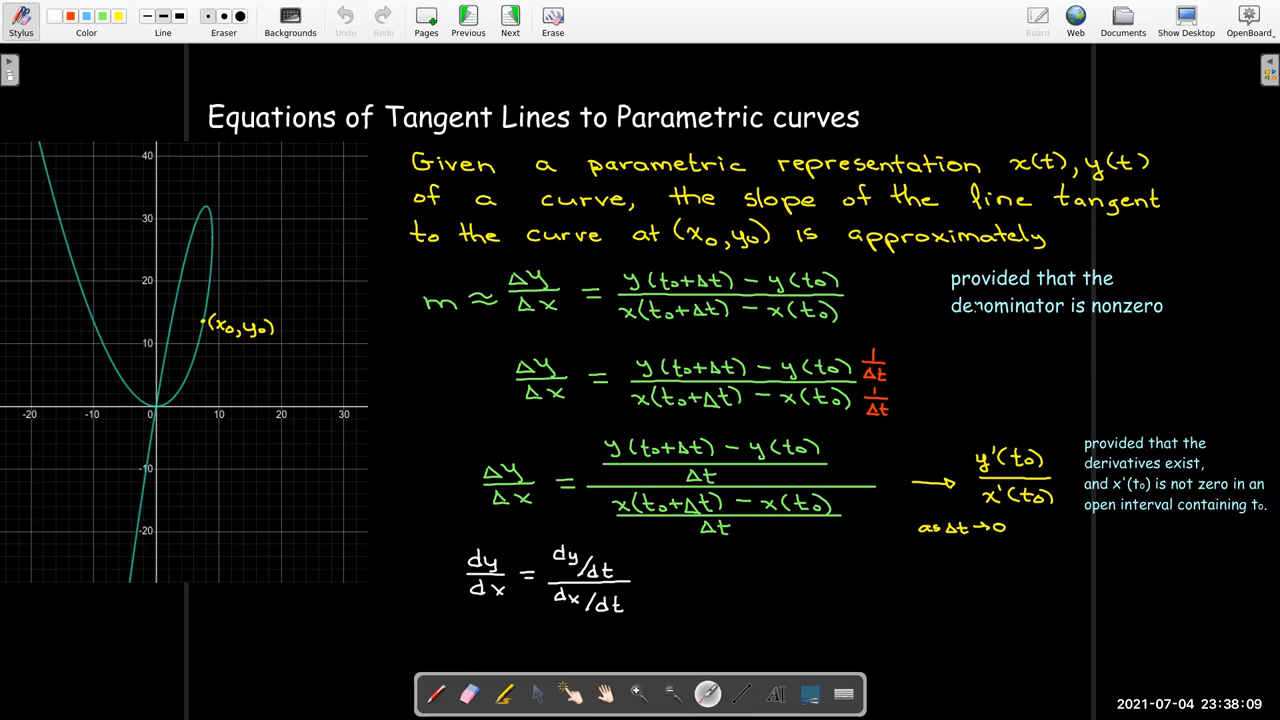 Stylus
Color
Line
Eraser
Backgrounds
Undo
Redo
Pages
Previous
Next
Erase
Board
Web
Documents
Show Desktop
OpenBoard
Equations of Tangent Lines to Parametric curves
Given a parametric representation x(t), y(t)
of a curve, the slope of the line tangent
to the curve at (x₀,y₀) is approximately
m ≈ Δy/Δx = (y(t₀+Δt) − y(t₀))/(x(t₀+Δt) − x(t₀))
provided that the
denominator is nonzero
Δy/Δx = (y(t₀+Δt) − y(t₀))/(x(t₀+Δt) − x(t₀)) (1/Δt)/(1/Δt)
Δy/Δx = ((y(t₀+Δt) − y(t₀))/Δt)/((x(t₀+Δt) − x(t₀))/Δt) → y'(t₀)/x'(t₀)
as Δt→0
provided that the
derivatives exist,
and x'(t₀) is not zero in an
open interval containing t₀.
dy/dx = (dy/dt)/(dx/dt)
40
30
20
10
(x₀,y₀)
-20
-10
0
10
20
30
-10
-20
AI
2021-07-04 23:38:09